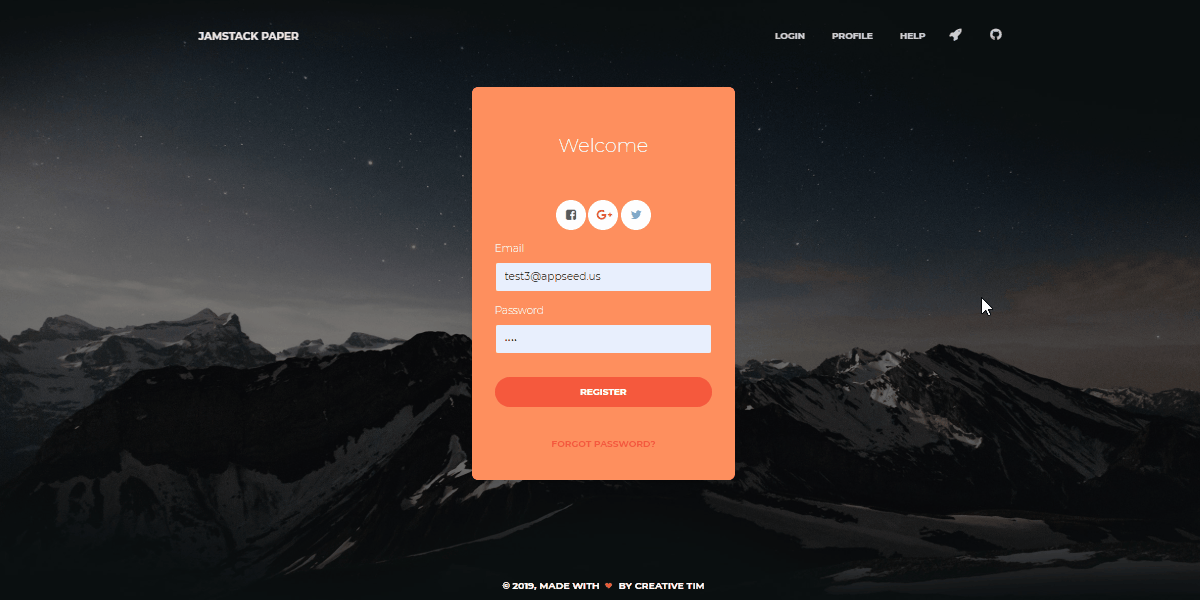 JAMSTACK PAPER
LOGIN PROFILE HELP
Welcome
G+
Email
test3@appseed.us
Password
····
REGISTER
FORGOT PASSWORD?
© 2019, MADE WITH ❤ BY CREATIVE TIM